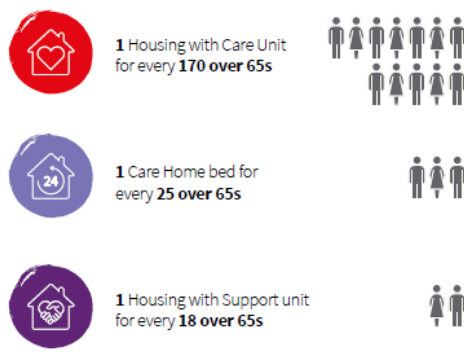 1 Housing with Care Unit
for every 170 over 65s
24
1 Care Home bed for
every 25 over 65s
1 Housing with Support unit
for every 18 over 65s